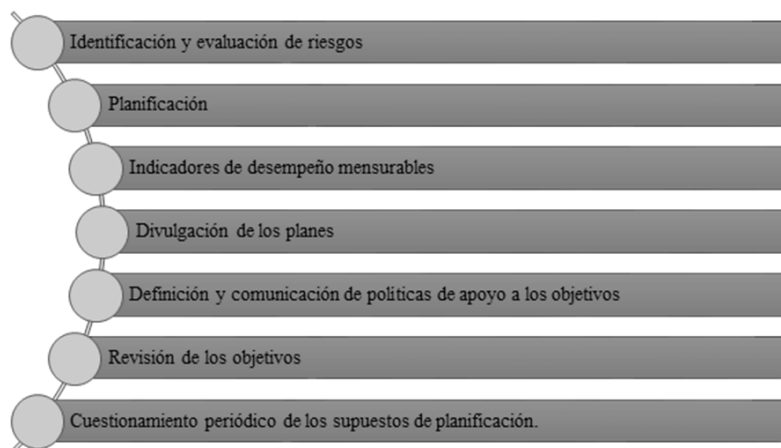 Identificación y evaluación de riesgos
Planificación
Indicadores de desempeño mensurables
Divulgación de los planes
Definición y comunicación de políticas de apoyo a los objetivos
Revisión de los objetivos
Cuestionamiento periódico de los supuestos de planificación.